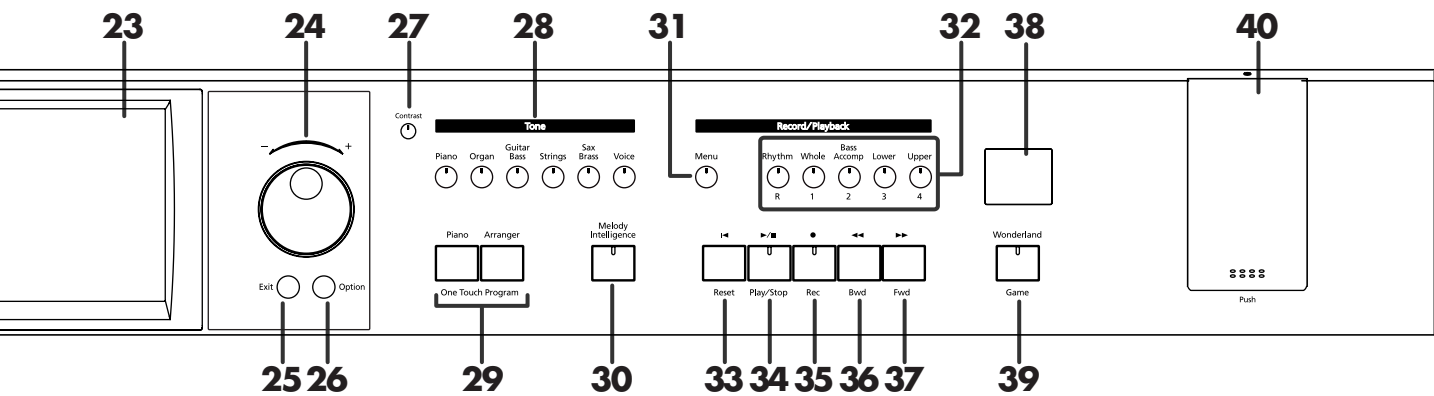 23 24 27 28 31 32 38 40
Contrast
Tone
Record/Playback
− +
Piano Organ Guitar Bass Strings Sax Brass Voice
Menu
Rhythm Whole Bass Accomp Lower Upper
R 1 2 3 4
Piano Arranger
Melody
Intelligence
Wonderland
Exit Option
One Touch Program
Reset Play/Stop Rec Bwd Fwd
Game
Push
25 26 29 30 33 34 35 36 37 39